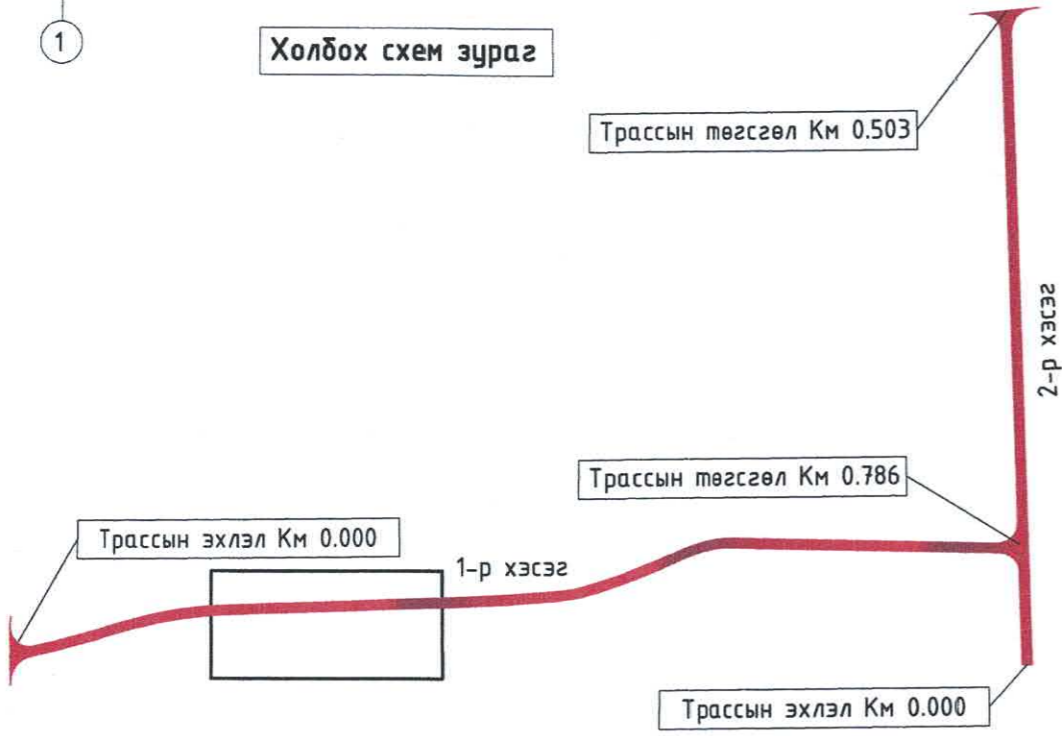 1
Холбох схем зураг
Трассын төгсгөл Км 0.503
2-р хэсэг
Трассын төгсгөл Км 0.786
Трассын эхлэл Км 0.000
1-р хэсэг
Трассын эхлэл Км 0.000